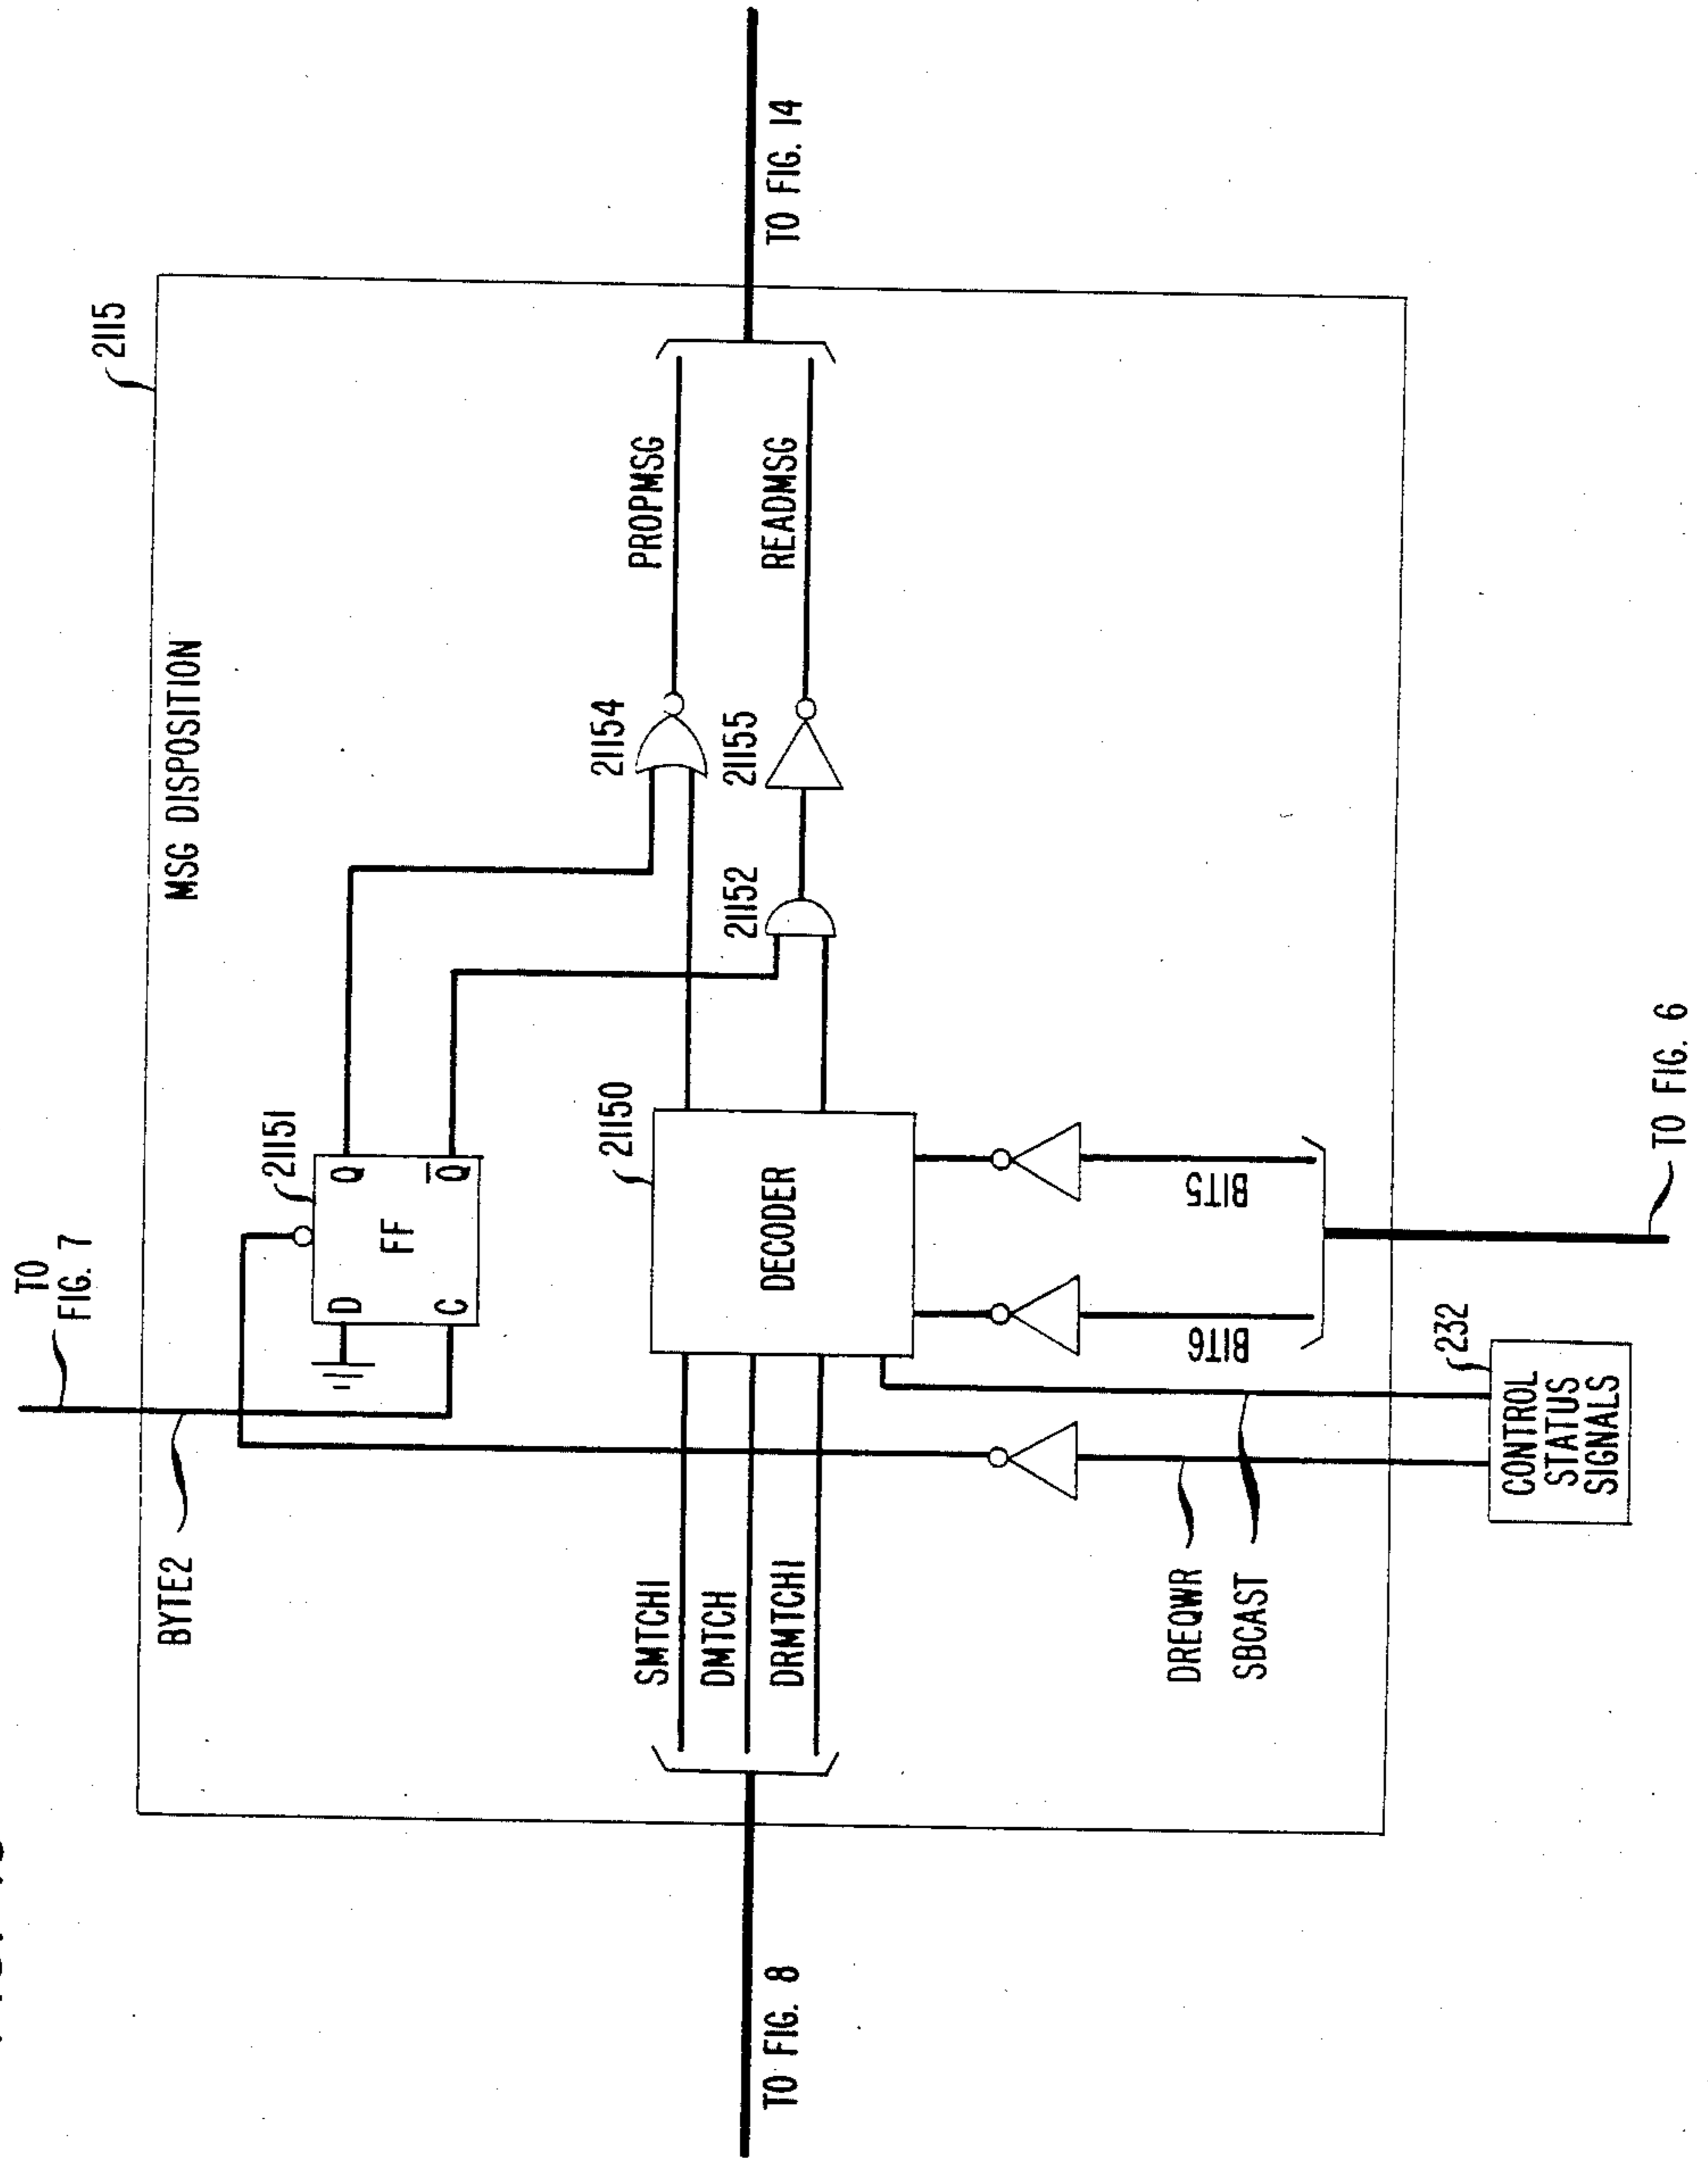 TO
FIG. 7
2115
MSG DISPOSITION
BYTE2
21151
D
Q
FF
C
Q̅
21154
PROPMSG
SMTCHI
DMTCH
DRMTCHI
21150
DECODER
21152
21155
READMSG
TO FIG. 8
TO FIG. 14
BIT6
BIT5
DREQWR
SBCAST
232
CONTROL
STATUS
SIGNALS
TO FIG. 6